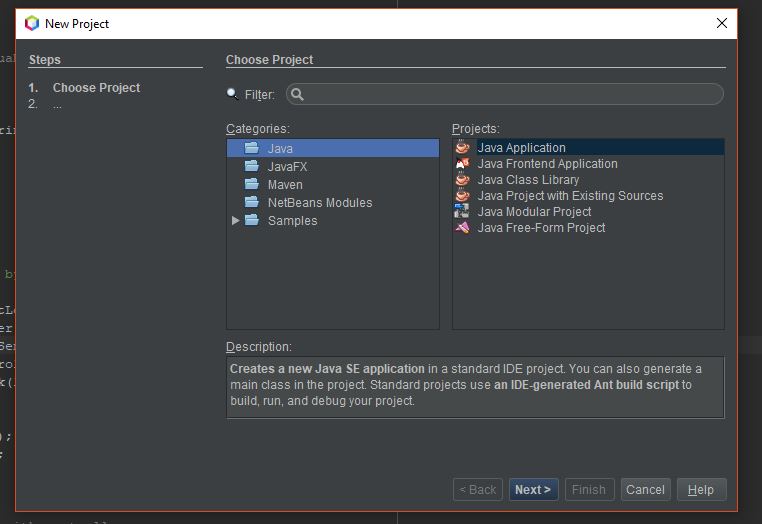 New Project
Steps
1. Choose Project
2. ...
Choose Project
Filter:
Categories:
Java
JavaFX
Maven
NetBeans Modules
Samples
Projects:
Java Application
Java Frontend Application
Java Class Library
Java Project with Existing Sources
Java Modular Project
Java Free-Form Project
Description:
Creates a new Java SE application in a standard IDE project. You can also generate a
main class in the project. Standard projects use an IDE-generated Ant build script to
build, run, and debug your project.
< Back
Next >
Finish
Cancel
Help